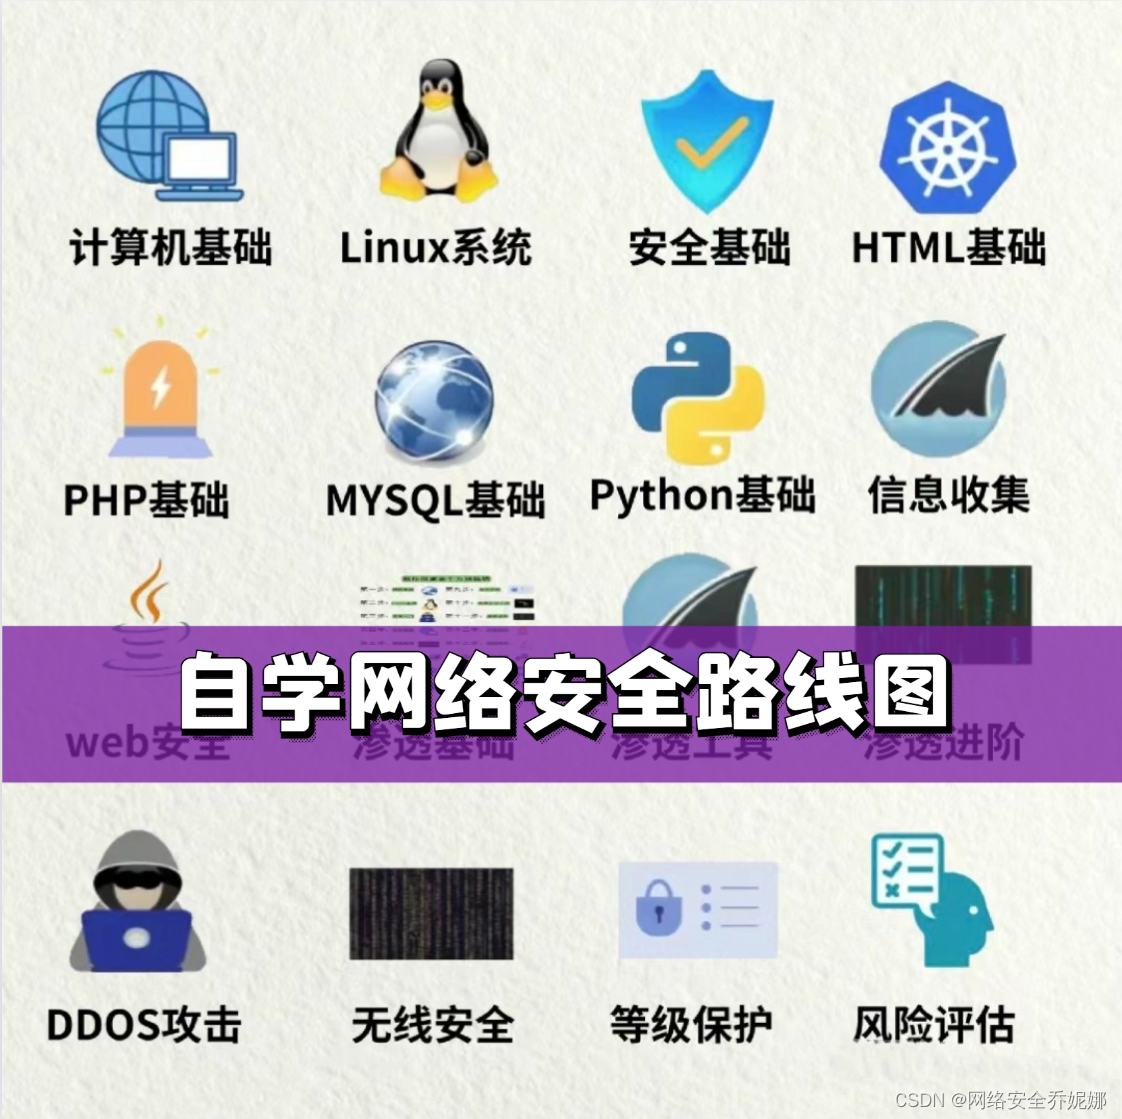 计算机基础
Linux系统
安全基础
HTML基础
PHP基础
MYSQL基础
Python基础
信息收集
自学网络安全路线图
web安全
渗透基础
渗透工具
渗透进阶
DDOS攻击
无线安全
等级保护
风险评估
CSDN @网络安全乔妮娜